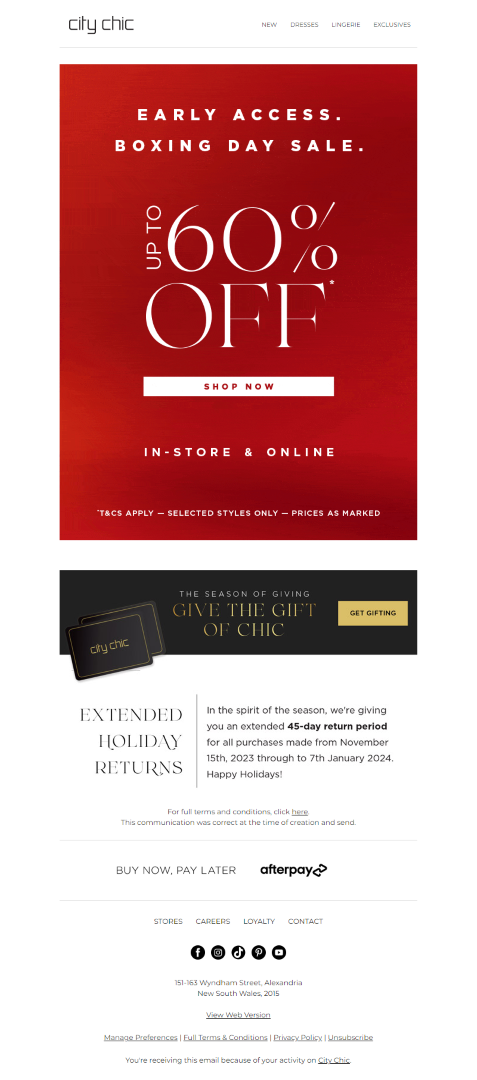 city chic
NEW DRESSES LINGERIE EXCLUSIVES
EARLY ACCESS.
BOXING DAY SALE.
UP TO 60%
OFF*
SHOP NOW
IN-STORE & ONLINE
*T&CS APPLY — SELECTED STYLES ONLY — PRICES AS MARKED
THE SEASON OF GIVING
GIVE THE GIFT
OF CHIC
GET GIFTING
city chic
EXTENDED
HOLIDAY
RETURNS
In the spirit of the season, we're giving
you an extended 45-day return period
for all purchases made from November
15th, 2023 through to 7th January 2024.
Happy Holidays!
For full terms and conditions, click here.
This communication was correct at the time of creation and send.
BUY NOW, PAY LATER afterpay
STORES CAREERS LOYALTY CONTACT
151-163 Wyndham Street, Alexandria
New South Wales, 2015
View Web Version
Manage Preferences | Full Terms & Conditions | Privacy Policy | Unsubscribe
You're receiving this email because of your activity on City Chic.